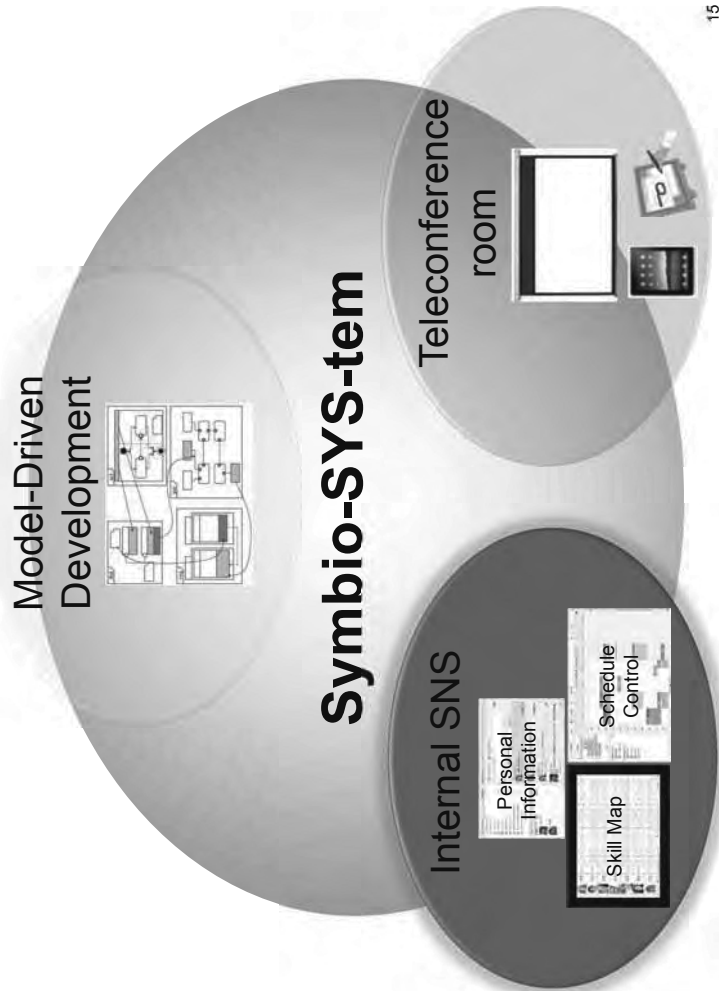 Model-Driven
Development
Symbio-SYS-tem
Internal SNS
Personal
Information
Skill Map
Schedule
Control
Teleconference
room
15